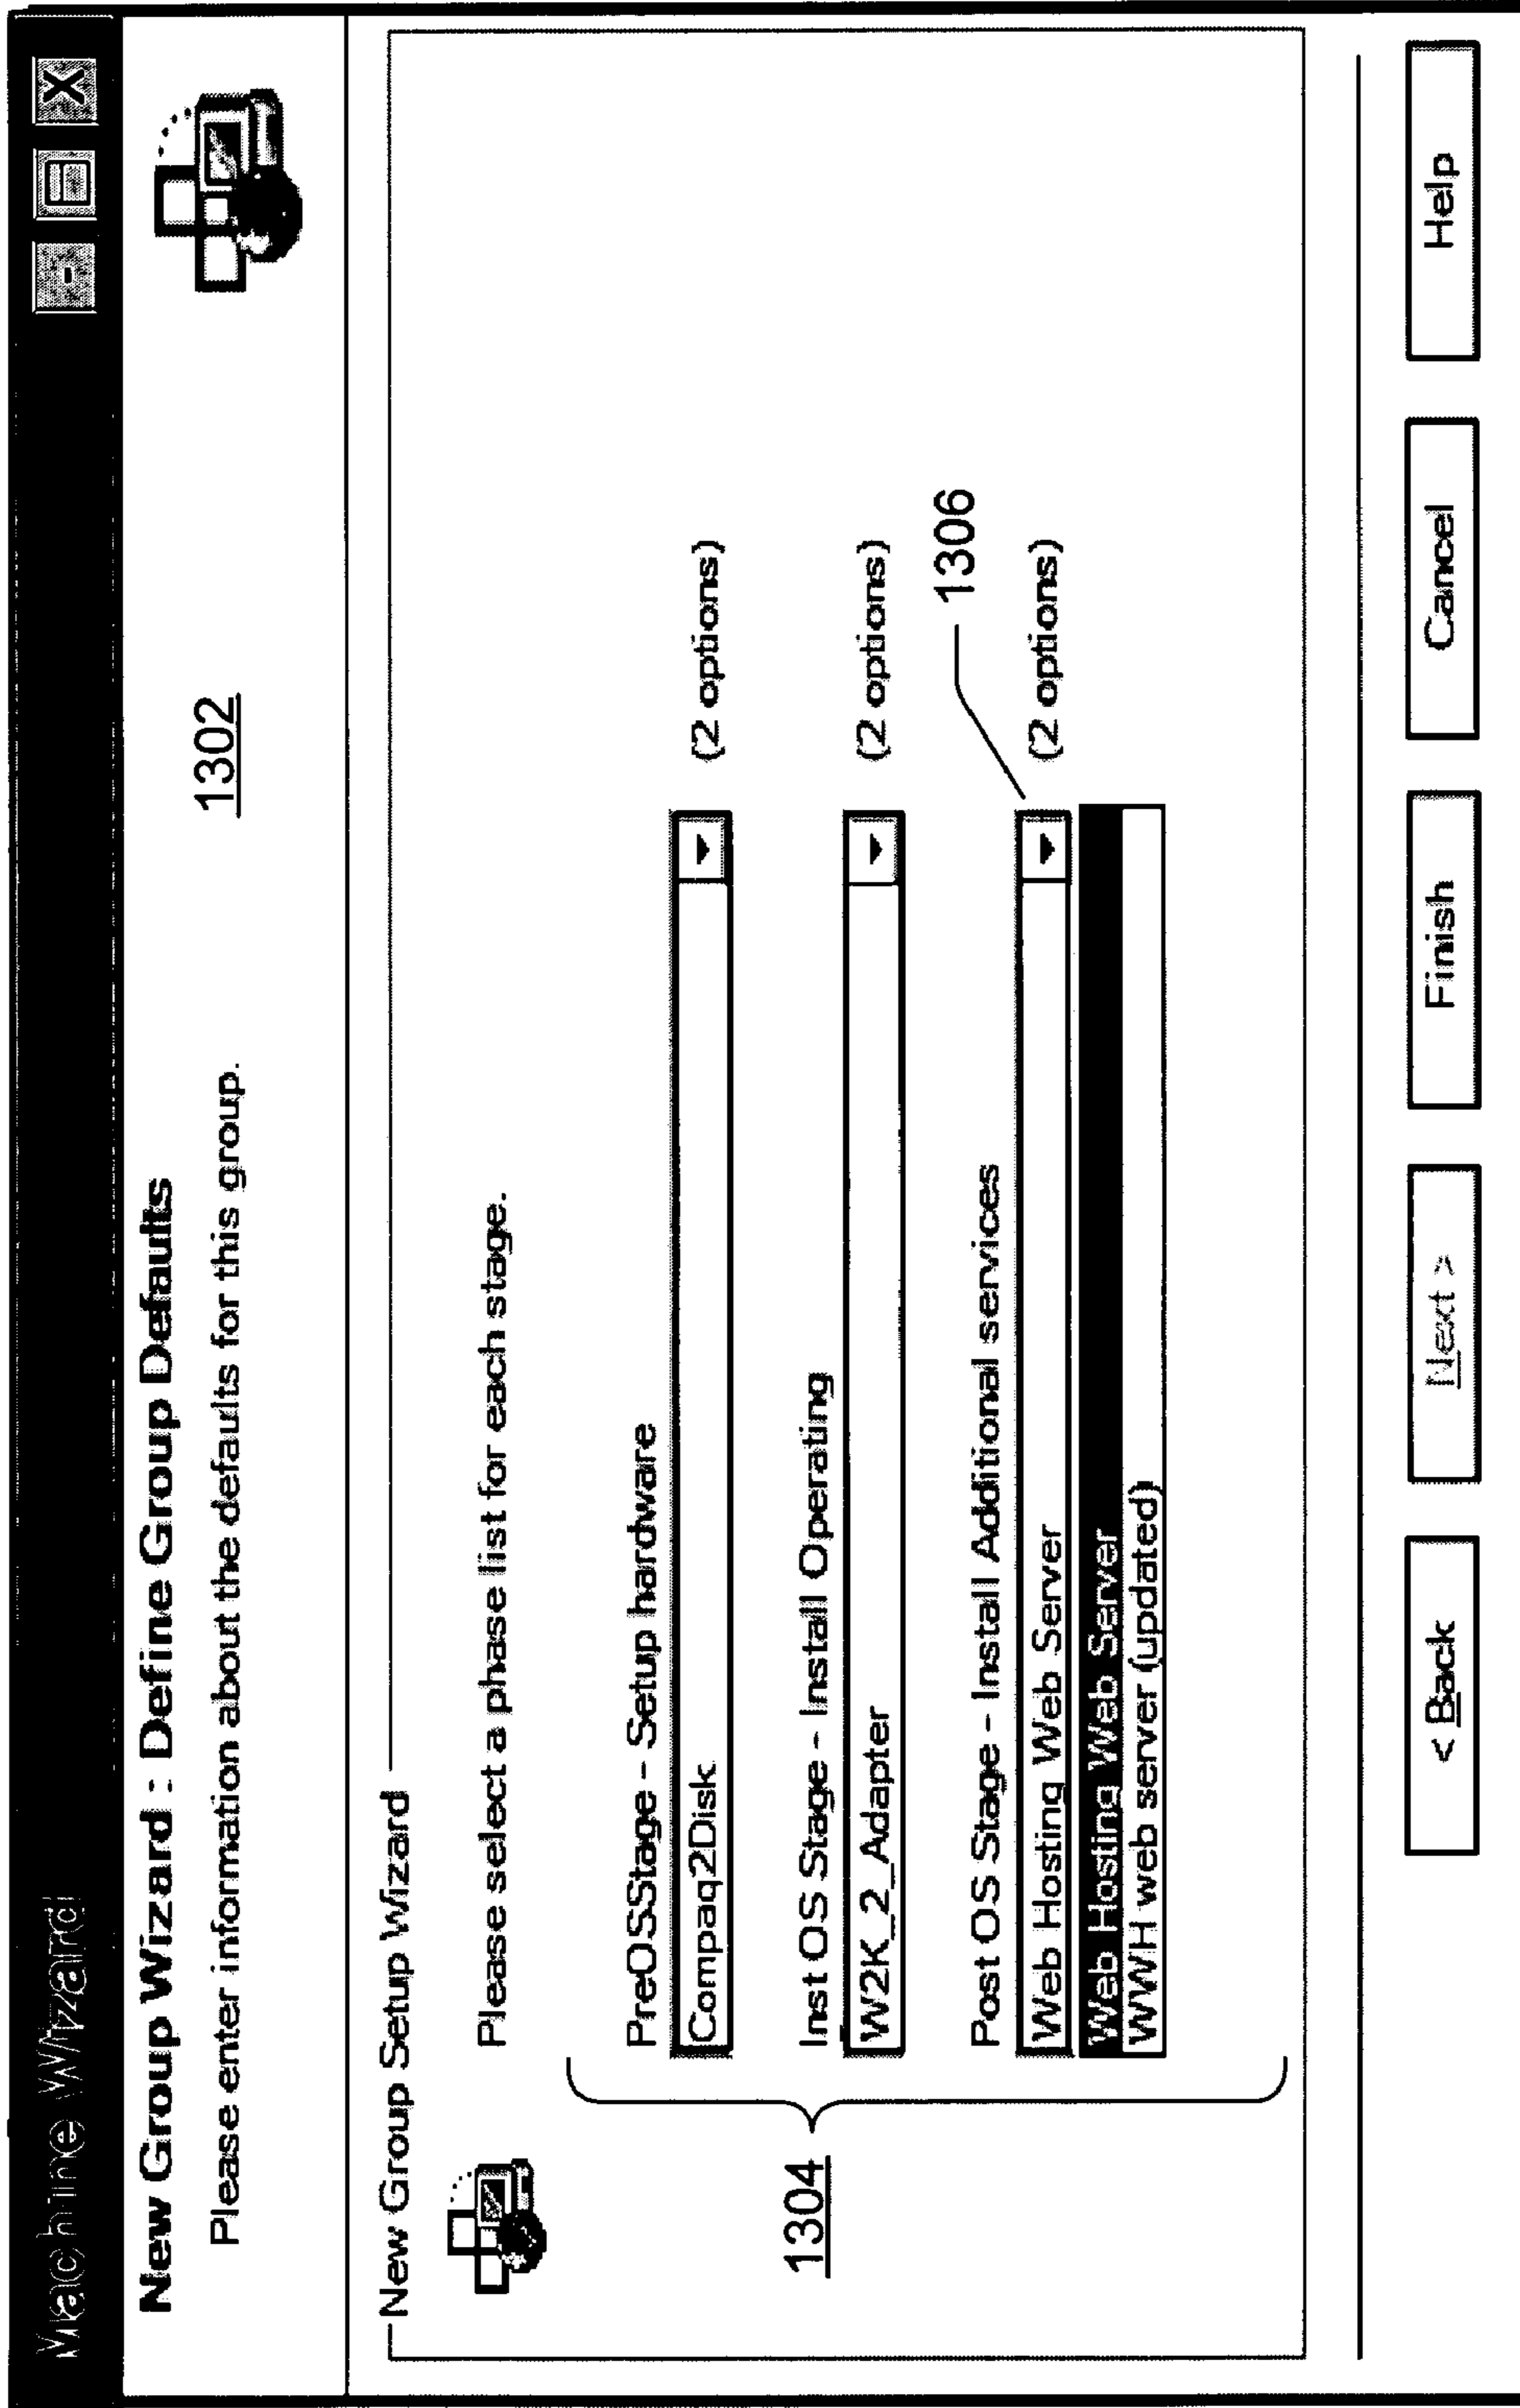 Machine Wizard
New Group Wizard : Define Group Defaults
Please enter information about the defaults for this group.
1302
New Group Setup Wizard
Please select a phase list for each stage.
PreOSStage - Setup hardware
Compaq2Disk
(2 options)
Inst OS Stage - Install Operating
W2K_2_Adapter
(2 options)
1304
1306
Post OS Stage - Install Additional services
Web Hosting Web Server
(2 options)
Web Hosting Web Server
WWH web server (updated)
< Back
Next >
Finish
Cancel
Help